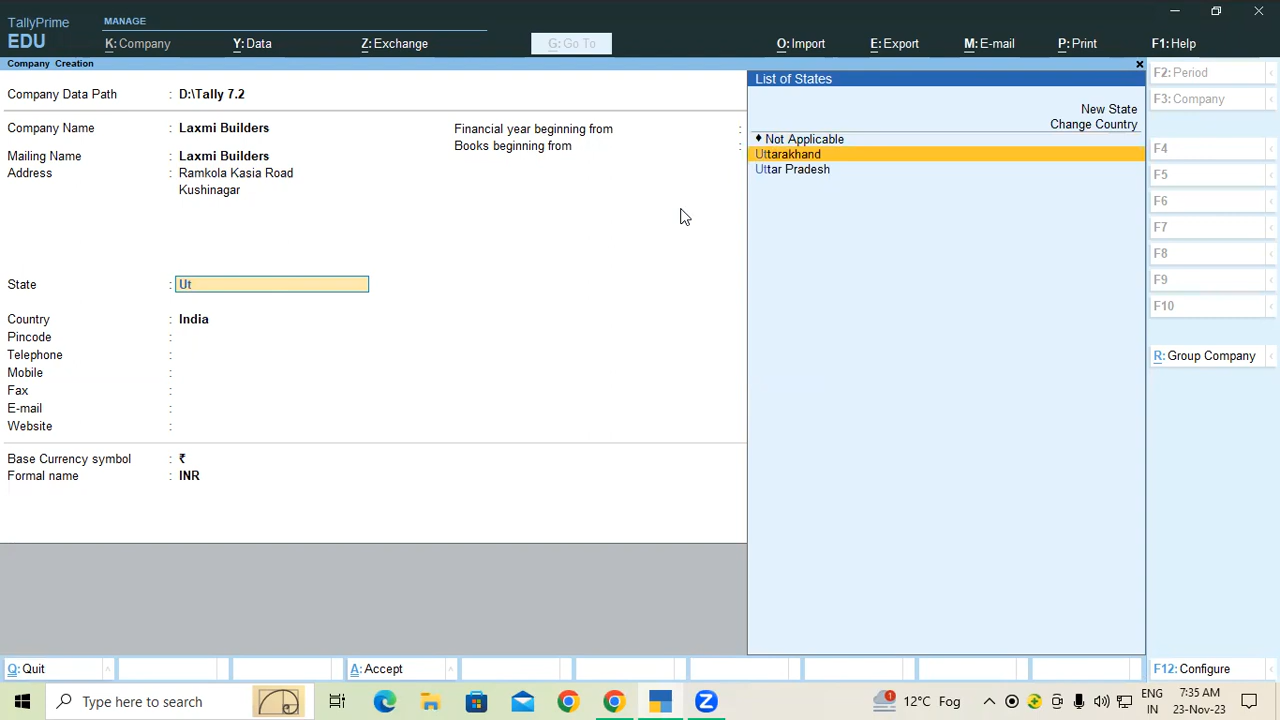 TallyPrime
EDU
MANAGE
K: Company
Y: Data
Z: Exchange
G: Go To
O: Import
E: Export
M: E-mail
P: Print
F1: Help
Company Creation
Company Data Path : D:\Tally 7.2
Company Name : Laxmi Builders
Mailing Name : Laxmi Builders
Address : Ramkola Kasia Road
Kushinagar
State : Ut
Country : India
Pincode :
Telephone :
Mobile :
Fax :
E-mail :
Website :
Base Currency symbol : ₹
Formal name : INR
Financial year beginning from :
Books beginning from :
List of States
New State
Change Country
♦ Not Applicable
Uttarakhand
Uttar Pradesh
F2: Period
F3: Company
F4
F5
F6
F7
F8
F9
F10
R: Group Company
Q: Quit
A: Accept
F12: Configure
Type here to search
1
12°C Fog
ENG
IN
7:35 AM
23-Nov-23